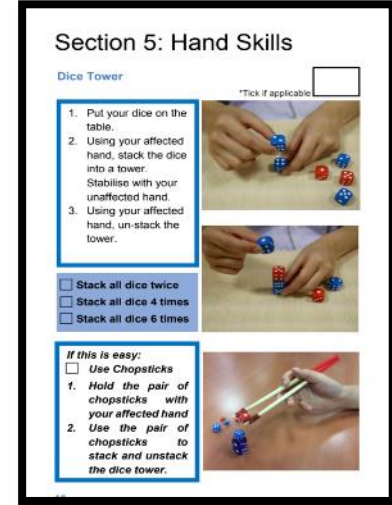 Section 5: Hand Skills
Dice Tower
*Tick if applicable
1. Put your dice on the
table.
2. Using your affected
hand, stack the dice
into a tower.
Stabilise with your
unaffected hand.
3. Using your affected
hand, un-stack the
tower.
Stack all dice twice
Stack all dice 4 times
Stack all dice 6 times
If this is easy:
Use Chopsticks
1. Hold the pair of
chopsticks with
your affected hand
2. Use the pair of
chopsticks to
stack and unstack
the dice tower.